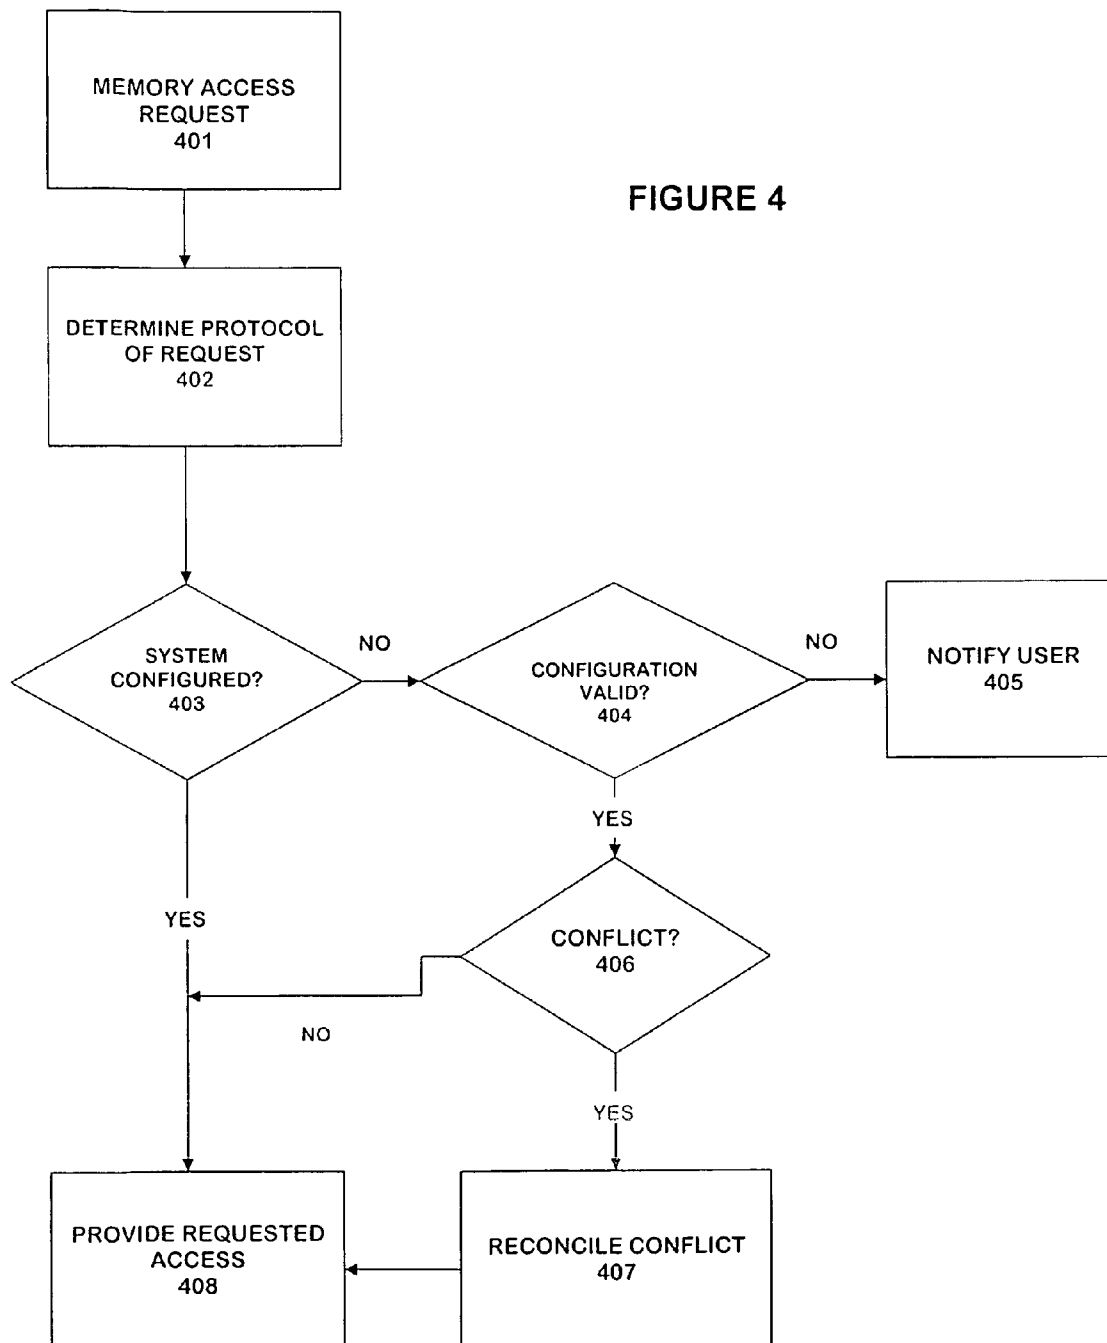 MEMORY ACCESS
REQUEST
401
FIGURE 4
DETERMINE PROTOCOL
OF REQUEST
402
SYSTEM
CONFIGURED?
403
NO
CONFIGURATION
VALID?
404
NO
NOTIFY USER
405
YES
YES
CONFLICT?
406
NO
YES
PROVIDE REQUESTED
ACCESS
408
RECONCILE CONFLICT
407